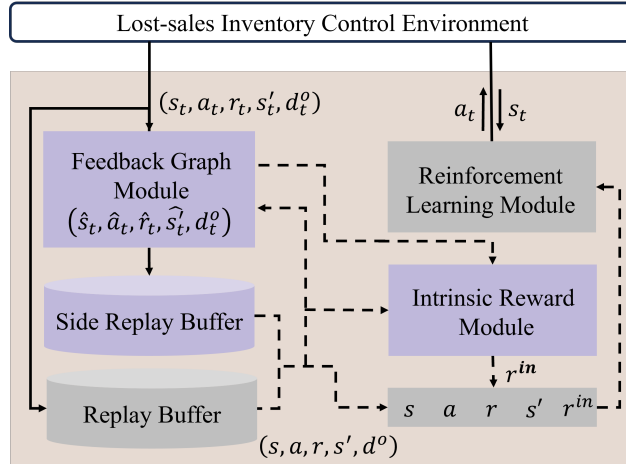 Lost-sales Inventory Control Environment
(s_t, a_t, r_t, s'_t, d^o_t)
a_t s_t
Feedback Graph
Module
(ŝ_t, â_t, r̂_t, ŝ'_t, d^o_t)
Reinforcement
Learning Module
Side Replay Buffer
Intrinsic Reward
Module
r^in
Replay Buffer
s a r s' r^in
(s, a, r, s', d^o)